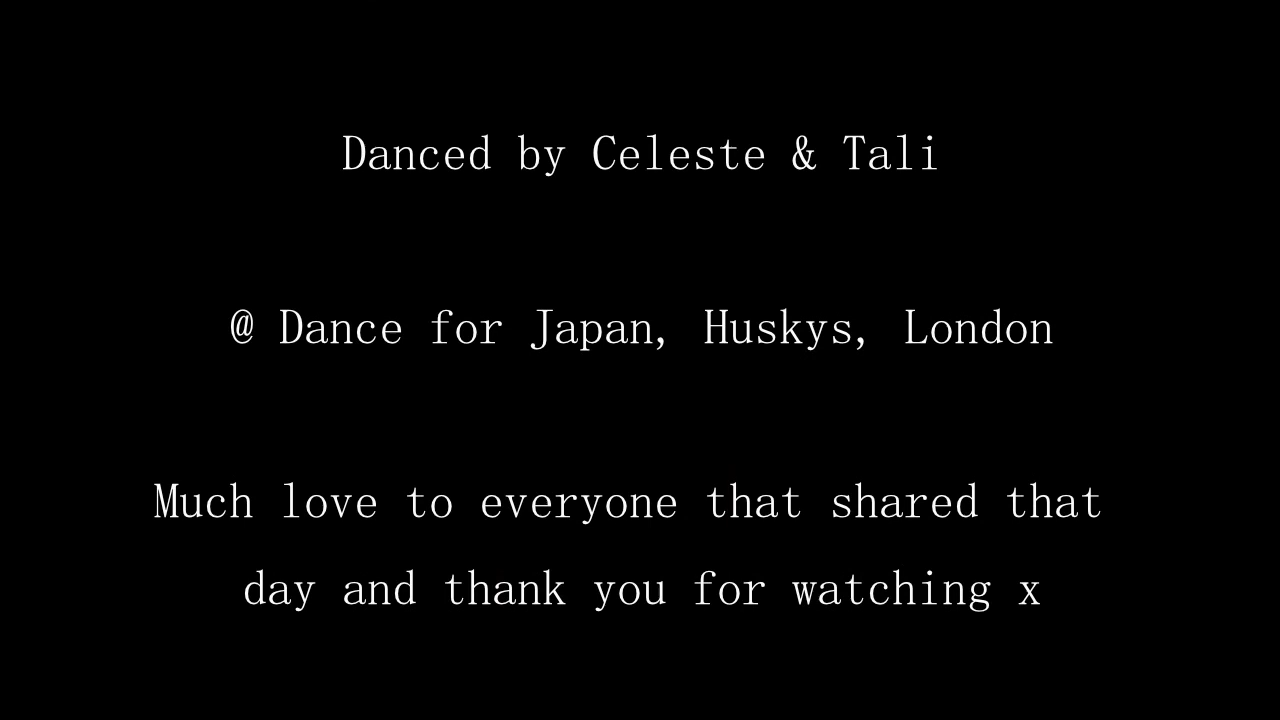 Danced by Celeste & Tali
@ Dance for Japan, Huskys, London
Much love to everyone that shared that
day and thank you for watching x